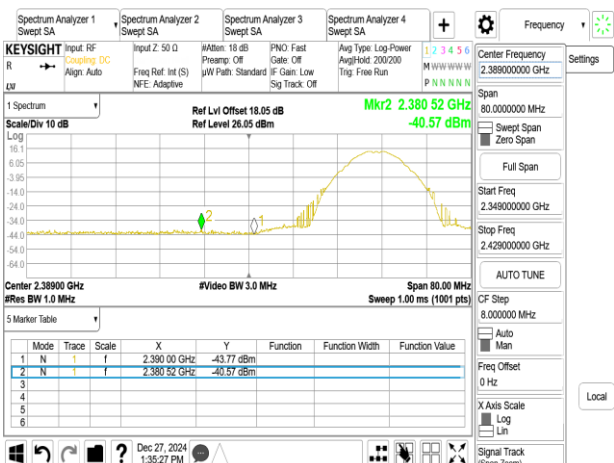 Spectrum Analyzer 1
Swept SA
Spectrum Analyzer 2
Swept SA
Spectrum Analyzer 3
Swept SA
Spectrum Analyzer 4
Swept SA
+
Frequency
KEYSIGHT
R
Input: RF
Coupling: DC
Align: Auto
Input Z: 50 Ω
Freq Ref: Int (S)
NFE: Adaptive
#Atten: 18 dB
Preamp: Off
µW Path: Standard
PNO: Fast
Gate: Off
IF Gain: Low
Sig Track: Off
Avg Type: Log-Power
Avg|Hold: 200/200
Trig: Free Run
1 2 3 4 5 6
M W W W W W
P N N N N N
1 Spectrum
Scale/Div 10 dB
Ref Lvl Offset 18.05 dB
Ref Level 26.05 dBm
Mkr2 2.380 52 GHz
-40.57 dBm
Log
16.1
6.05
-3.95
-14.0
-24.0
-34.0
-44.0
-54.0
-64.0
2
1
Center 2.38900 GHz
#Res BW 1.0 MHz
#Video BW 3.0 MHz
Span 80.00 MHz
Sweep 1.00 ms (1001 pts)
5 Marker Table
Mode Trace Scale X Y Function Function Width Function Value
1 N 1 f 2.390 00 GHz -43.77 dBm
2 N 1 f 2.380 52 GHz -40.57 dBm
3
4
5
6
Dec 27, 2024
1:35:27 PM
?
Center Frequency
2.389000000 GHz
Span
80.0000000 MHz
Swept Span
Zero Span
Full Span
Start Freq
2.349000000 GHz
Stop Freq
2.429000000 GHz
AUTO TUNE
CF Step
8.000000 MHz
Auto
Man
Freq Offset
0 Hz
X Axis Scale
Log
Lin
Signal Track
(Span Zoom)
Settings
Local